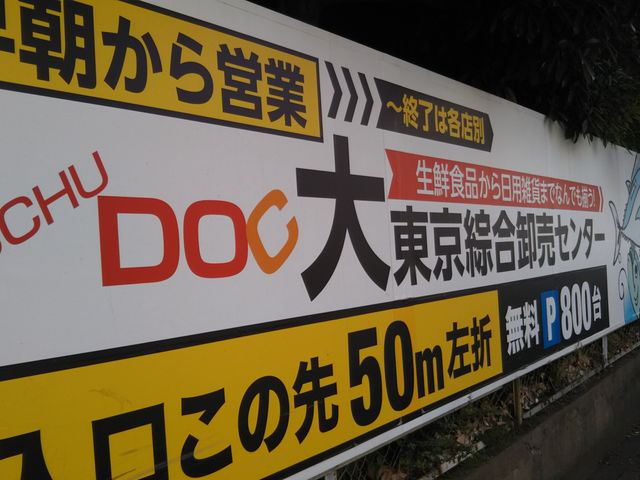 早朝から営業
～終了は各店別
生鮮食品から日用雑貨までなんでも揃う!
CHU
DOC
大東京綜合卸売センター
無料P800台
入口この先50m左折